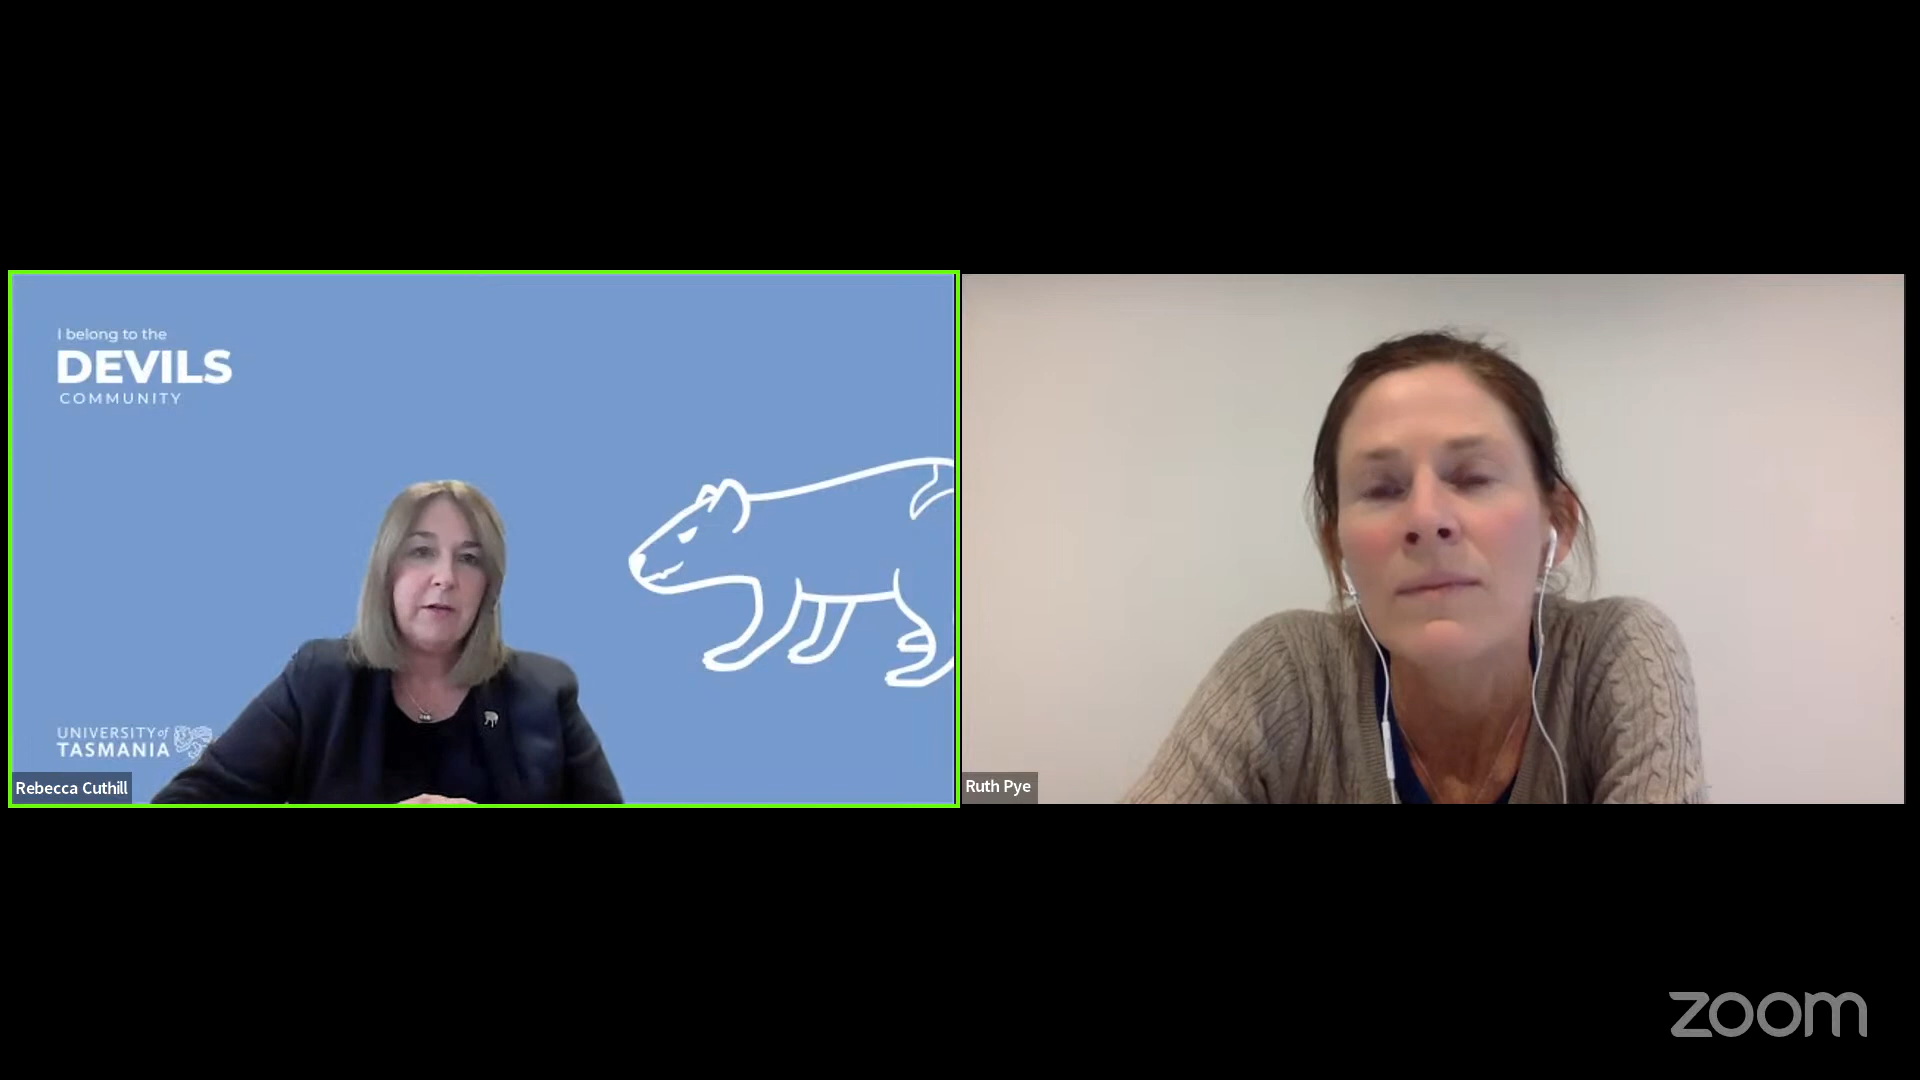 I belong to the
DEVILS
COMMUNITY
UNIVERSITY of
TASMANIA
Rebecca Cuthill
Ruth Pye
zoom